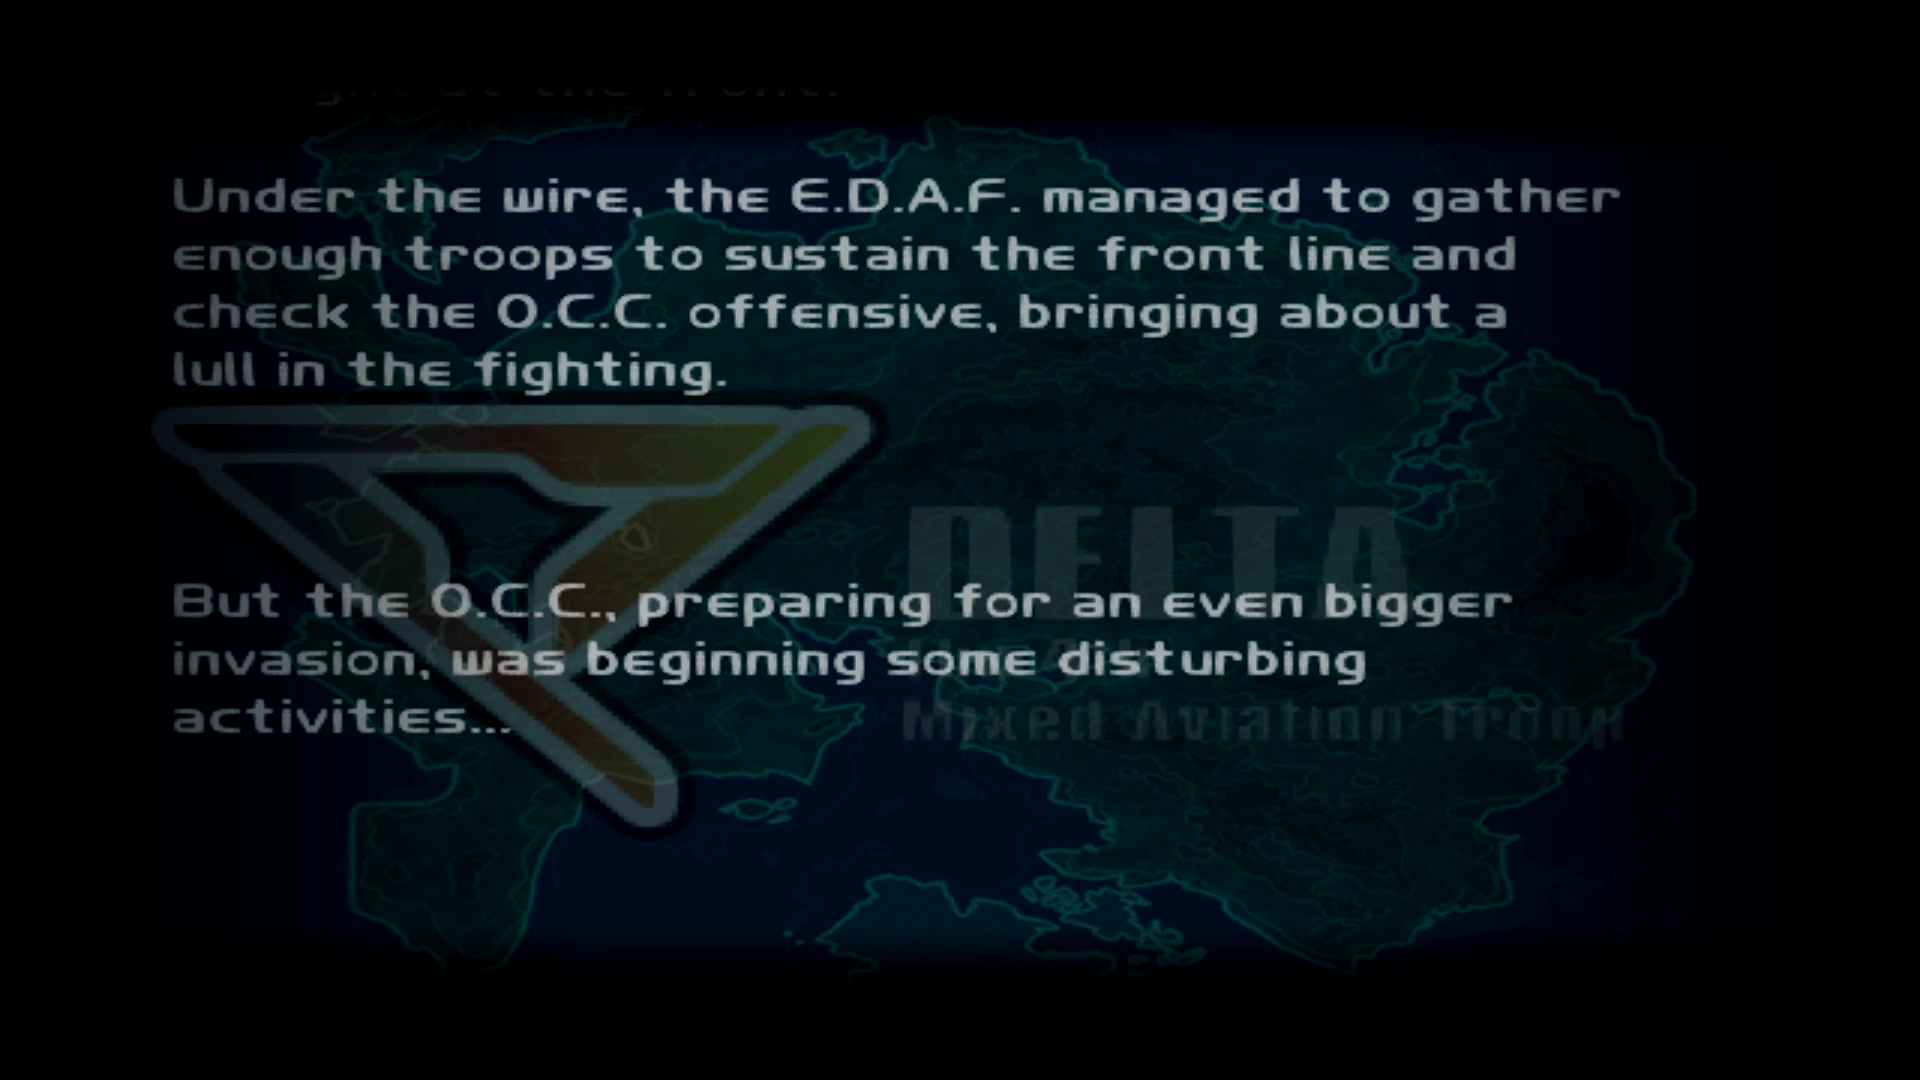 Under the wire, the E.D.A.F. managed to gather
enough troops to sustain the front line and
check the O.C.C. offensive, bringing about a
lull in the fighting.
DELTA
But the O.C.C., preparing for an even bigger
invasion, was beginning some disturbing
activities...
Mixed Aviation Troop